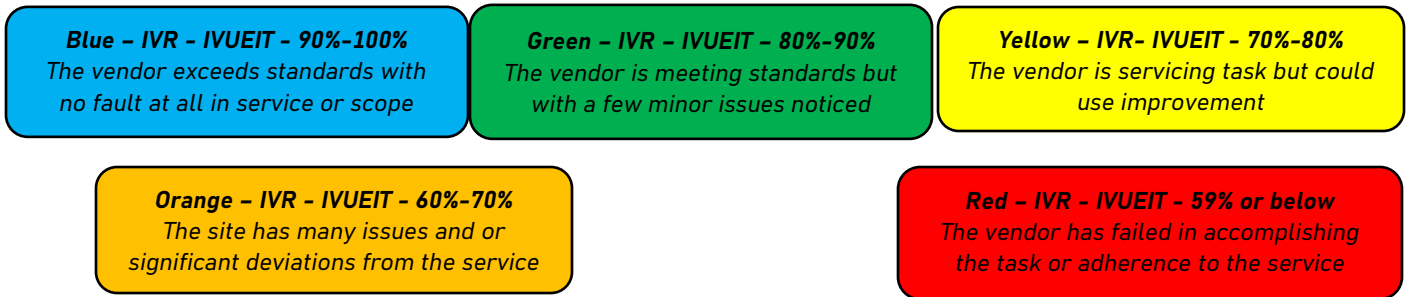 Blue – IVR - IVUEIT - 90%-100%
The vendor exceeds standards with
no fault at all in service or scope
Green – IVR – IVUEIT – 80%-90%
The vendor is meeting standards but
with a few minor issues noticed
Yellow – IVR- IVUEIT - 70%-80%
The vendor is servicing task but could
use improvement
Orange – IVR - IVUEIT - 60%-70%
The site has many issues and or
significant deviations from the service
Red – IVR - IVUEIT - 59% or below
The vendor has failed in accomplishing
the task or adherence to the service